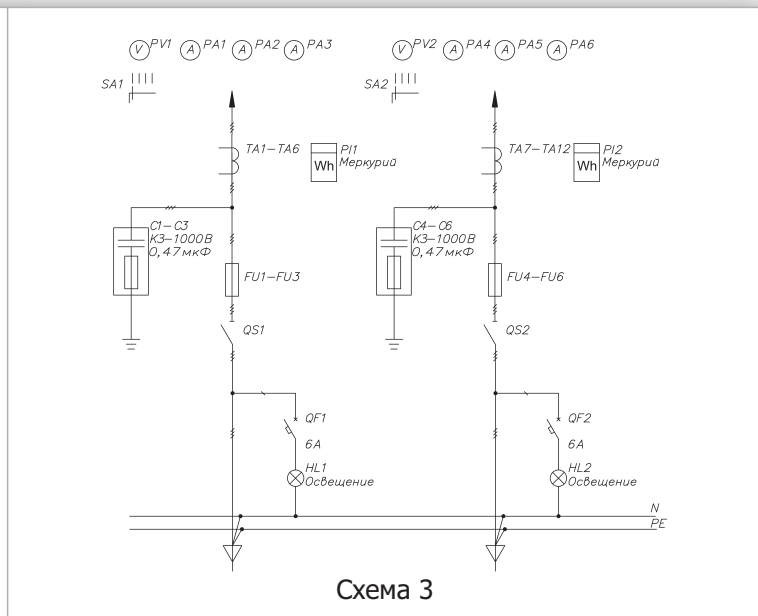 V PV1 A PA1 A PA2 A PA3 V PV2 A PA4 A PA5 A PA6
SA1 SA2
TA1-TA6 Wh PI1 TA7-TA12 Wh PI2
Меркурий Меркурий
C1-C3 C4-C6
КЗ-1000В КЗ-1000В
0,47мкФ 0,47мкФ
FU1-FU3 FU4-FU6
QS1 QS2
QF1 QF2
6А 6А
HL1 HL2
Освещение Освещение
N
PE
Схема 3